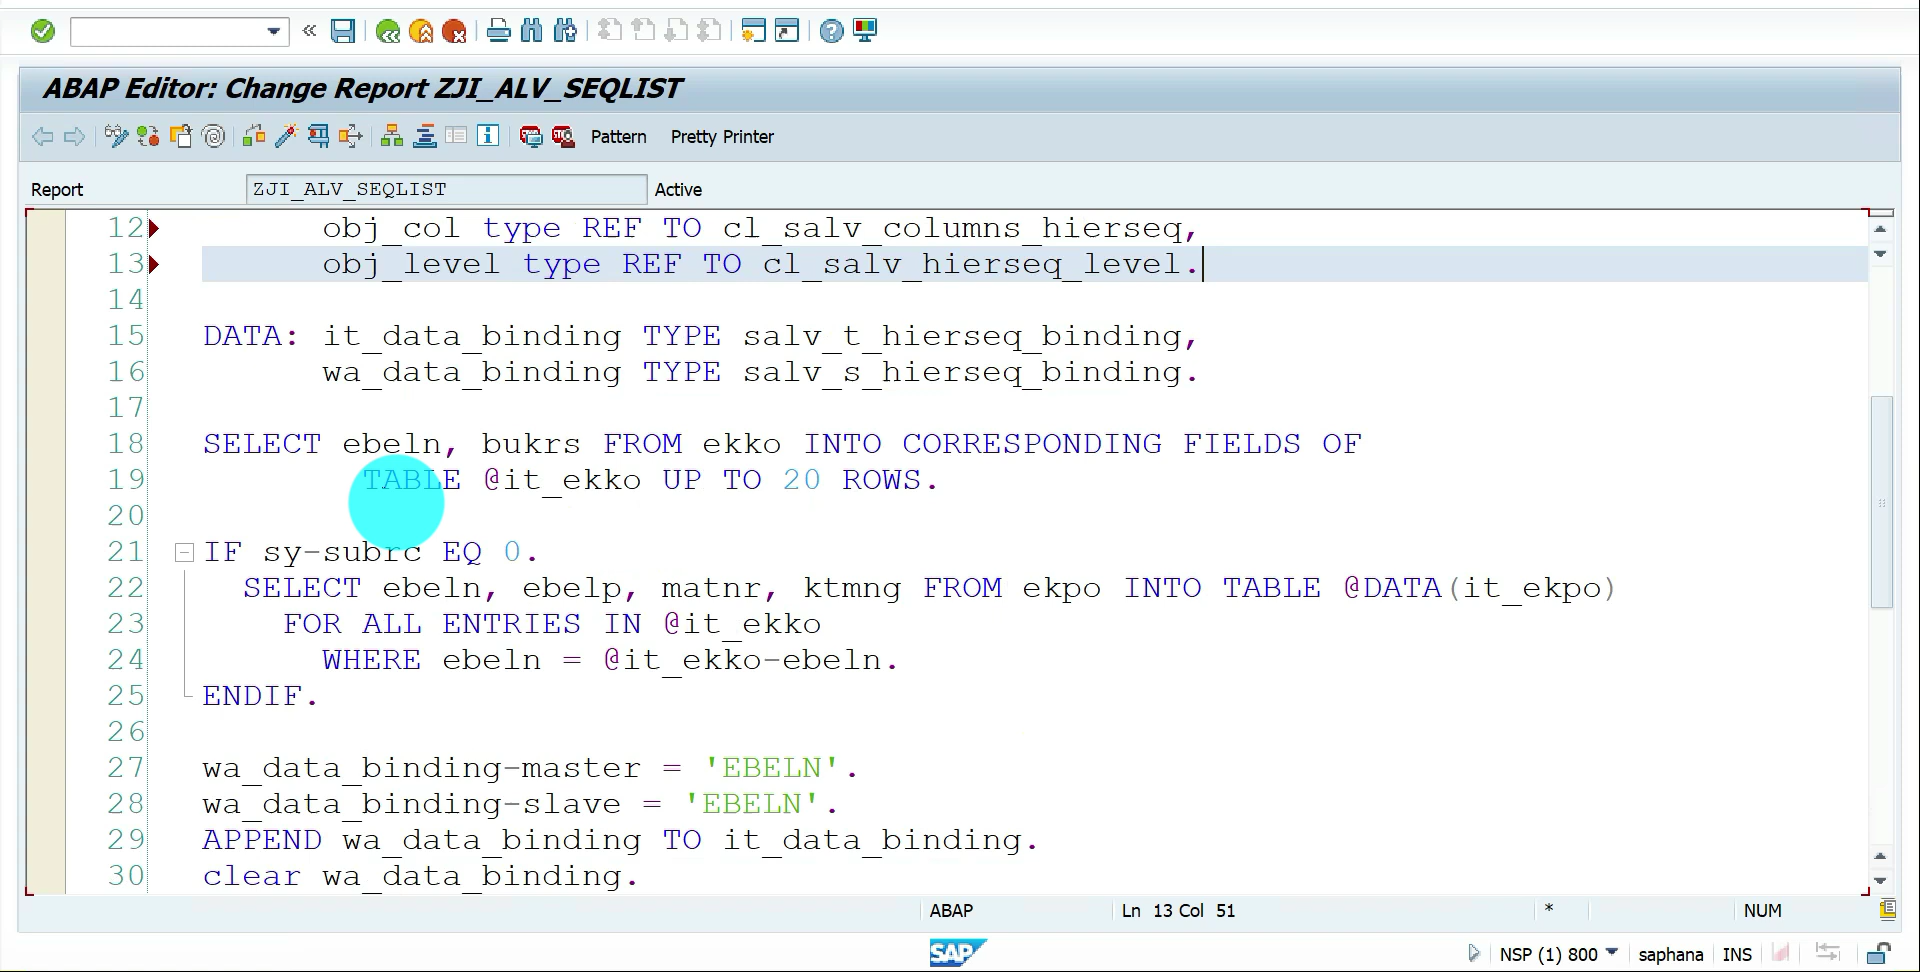 ABAP Editor: Change Report ZJI_ALV_SEQLIST
Pattern Pretty Printer
Report ZJI_ALV_SEQLIST Active
12 obj_col type REF TO cl_salv_columns_hierseq,
13 obj_level type REF TO cl_salv_hierseq_level.
14
15 DATA: it_data_binding TYPE salv_t_hierseq_binding,
16 wa_data_binding TYPE salv_s_hierseq_binding.
17
18 SELECT ebeln, bukrs FROM ekko INTO CORRESPONDING FIELDS OF
19 TABLE @it_ekko UP TO 20 ROWS.
20
21 IF sy-subrc EQ 0.
22 SELECT ebeln, ebelp, matnr, ktmng FROM ekpo INTO TABLE @DATA(it_ekpo)
23 FOR ALL ENTRIES IN @it_ekko
24 WHERE ebeln = @it_ekko-ebeln.
25 ENDIF.
26
27 wa_data_binding-master = 'EBELN'.
28 wa_data_binding-slave = 'EBELN'.
29 APPEND wa_data_binding TO it_data_binding.
30 clear wa_data_binding.
ABAP Ln 13 Col 51 * NUM
SAP NSP (1) 800 saphana INS